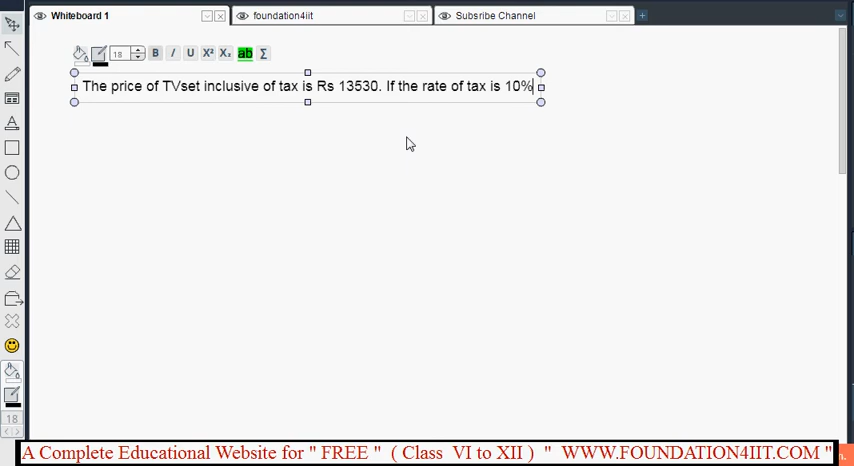 Whiteboard 1 foundation4iit Subsribe Channel
18 B I U X² X₂ ab Σ
The price of TVset inclusive of tax is Rs 13530. If the rate of tax is 10%
18
A Complete Educational Website for " FREE " ( Class VI to XII ) " WWW.FOUNDATION4IIT.COM "